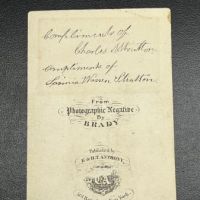 Compliments of
Charles S Stratton
Compliments of
Lavinia Warren Stratton
From
Photographic Negative
By
BRADY
Published by
E. & H.T. ANTHONY